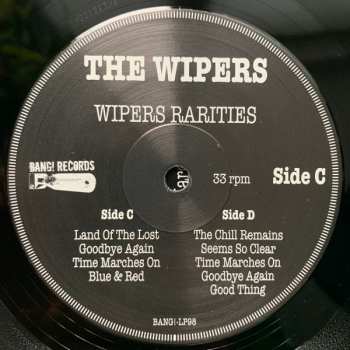 THE WIPERS
WIPERS RARITIES
BANG! RECORDS
33 rpm
Side C
Side C
Land Of The Lost
Goodbye Again
Time Marches On
Blue & Red
Side D
The Chill Remains
Seems So Clear
Time Marches On
Goodbye Again
Good Thing
BANG!-LP98